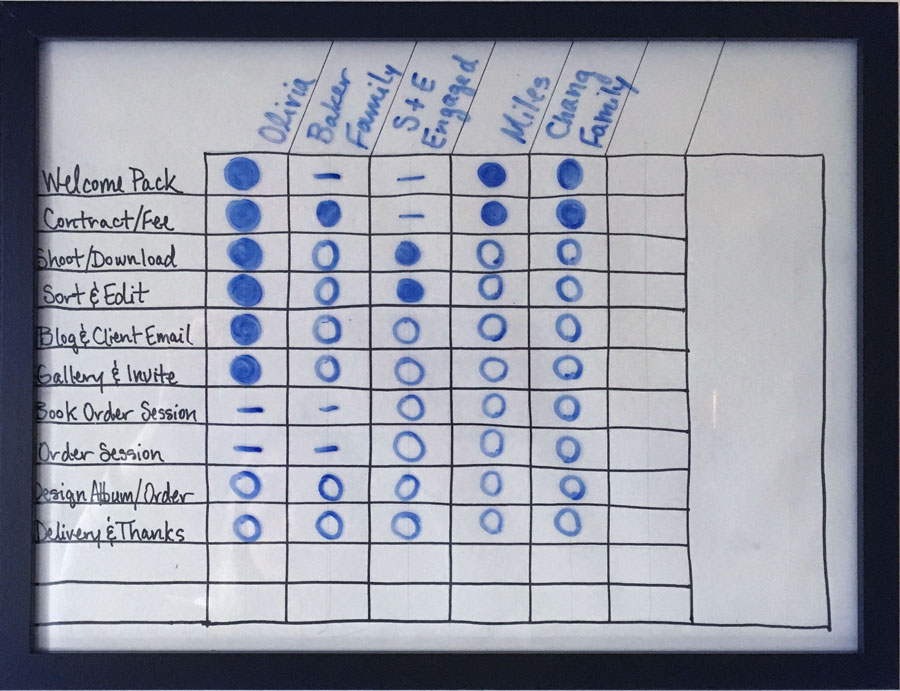 Olivia
Baker
Family
S+E
Engaged
Miles
Chang
Family
Welcome Pack
Contract/Fee
Shoot/Download
Sort & Edit
Blog & Client Email
Gallery & Invite
Book Order Session
Order Session
Design Album/Order
Delivery & Thanks